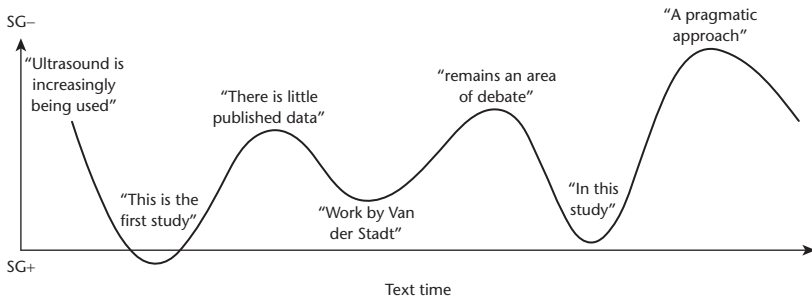 SG–
“Ultrasound is
increasingly
being used”
“This is the
first study”
“There is little
published data”
“Work by Van
der Stadt”
“remains an area
of debate”
“In this
study”
“A pragmatic
approach”
SG+
Text time